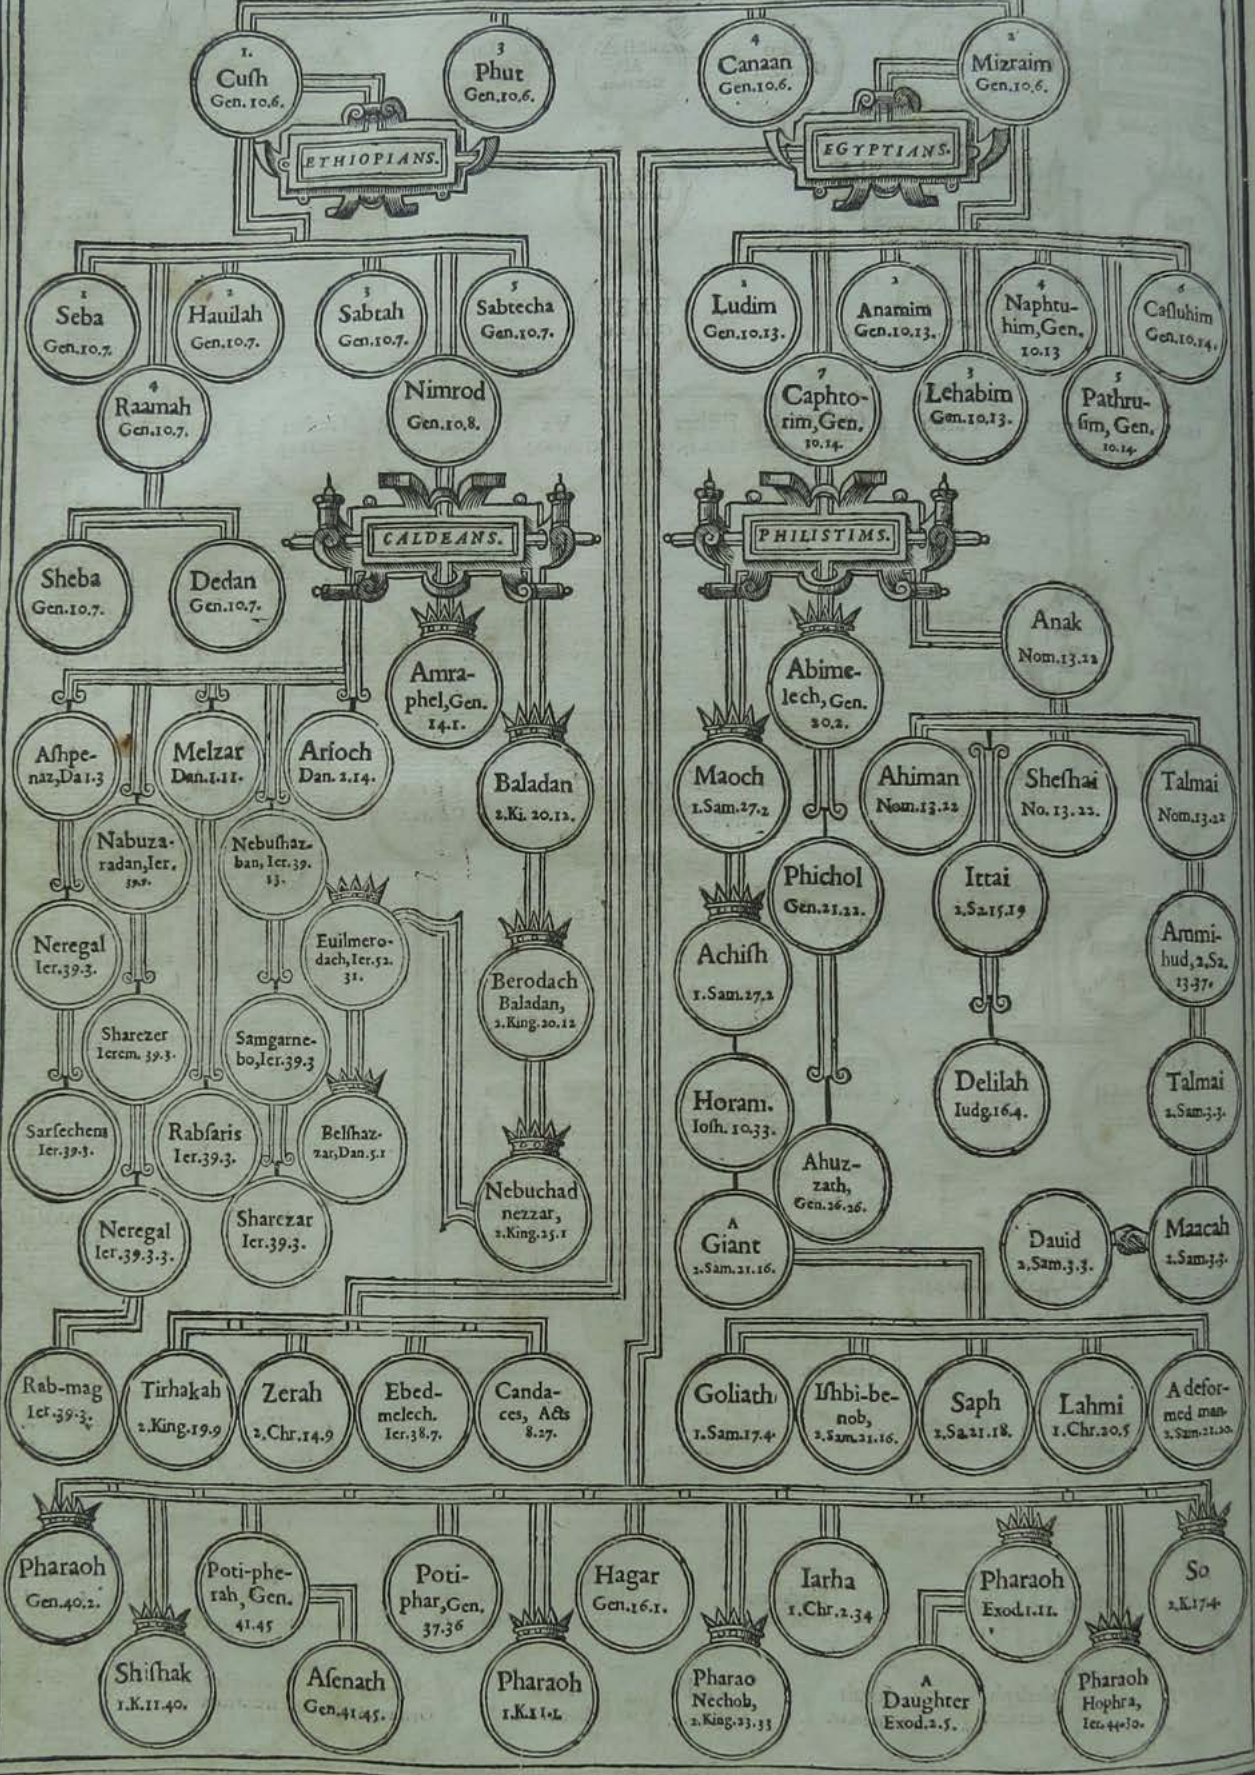 1.
Cuſh
Gen.10.6.
3
Phut
Gen.10.6.
4
Canaan
Gen.10.6.
2
Mizraim
Gen.10.6.
ETHIOPIANS.
EGYPTIANS.
1
Seba
Gen.10.7.
2
Hauilah
Gen.10.7.
3
Sabtah
Gen.10.7.
5
Sabtecha
Gen.10.7.
4
Raamah
Gen.10.7.
Nimrod
Gen.10.8.
1
Ludim
Gen.10.13.
2
Anamim
Gen.10.13.
4
Naphtu-
him,Gen.
10.13
6
Caſluhim
Gen.10.14.
7
Caphto-
rim,Gen.
10.14.
3
Lehabim
Gen.10.13.
5
Pathru-
ſim, Gen.
10.14.
CALDEANS.
PHILISTIMS.
Sheba
Gen.10.7.
Dedan
Gen.10.7.
Amra-
phel,Gen.
14.1.
Abime-
lech, Gen.
20.2.
Anak
Nom.13.22
Aſhpe-
naz,Da1.3
Melzar
Dan.1.11.
Arioch
Dan. 2.14.
Baladan
2.Ki. 20.12.
Maoch
1.Sam.27.2
Ahiman
Nom.13.22
Sheſhai
No. 13.22.
Talmai
Nom.13.22
Nabuza-
radan,Ier.
39.9.
Nebuſhaz-
ban, Ier.39.
13.
Phichol
Gen.21.22.
Ittai
2.Sa.15.19
Neregal
Ier.39.3.
Euilmero-
dach,Ier.52.
31.
Berodach
Baladan,
2.King.20.12
Achiſh
1.Sam.27.2
Ammi-
hud,2.Sa.
13.37.
Sharezer
Ierem. 39.3.
Samgarne-
bo,Ier.39.3
Horam.
Ioſh. 10.33.
Delilah
Iudg.16.4.
Talmai
2.Sam.3.3.
Sarſechem
Ier.39.3.
Rabſaris
Ier.39.3.
Belſhaz-
zar,Dan.5.1
Nebuchad
nezzar,
2.King.25.1
Ahuz-
zath,
Gen.26.26.
Neregal
Ier.39.3.3.
Sharezar
Ier.39.3.
A
Giant
2.Sam.21.16.
Dauid
2.Sam.3.3.
Maacah
2.Sam.3.3.
Rab-mag
Ier.39.3.
Tirhakah
2.King.19.9
Zerah
2.Chr.14.9
Ebed-
melech.
Ier.38.7.
Canda-
ces, Acts
8.27.
Goliath
1.Sam.17.4.
Iſhbi-be-
nob,
2.Sam.21.16.
Saph
2.Sa.21.18.
Lahmi
1.Chr.20.5
A defor-
med man.
2.Sam.21.20.
Pharaoh
Gen.40.2.
Poti-phe-
rah, Gen.
41.45
Poti-
phar,Gen.
37.36
Hagar
Gen.16.1.
Iarha
1.Chr.2.34
Pharaoh
Exod.1.11.
So
2.K.17.4.
Shiſhak
1.K.11.40.
Aſenath
Gen.41.45.
Pharaoh
1.K.11.1.
Pharao
Nechoh,
2.King.23.33
A
Daughter
Exod.2.5.
Pharaoh
Hophra,
Ier.44.30.